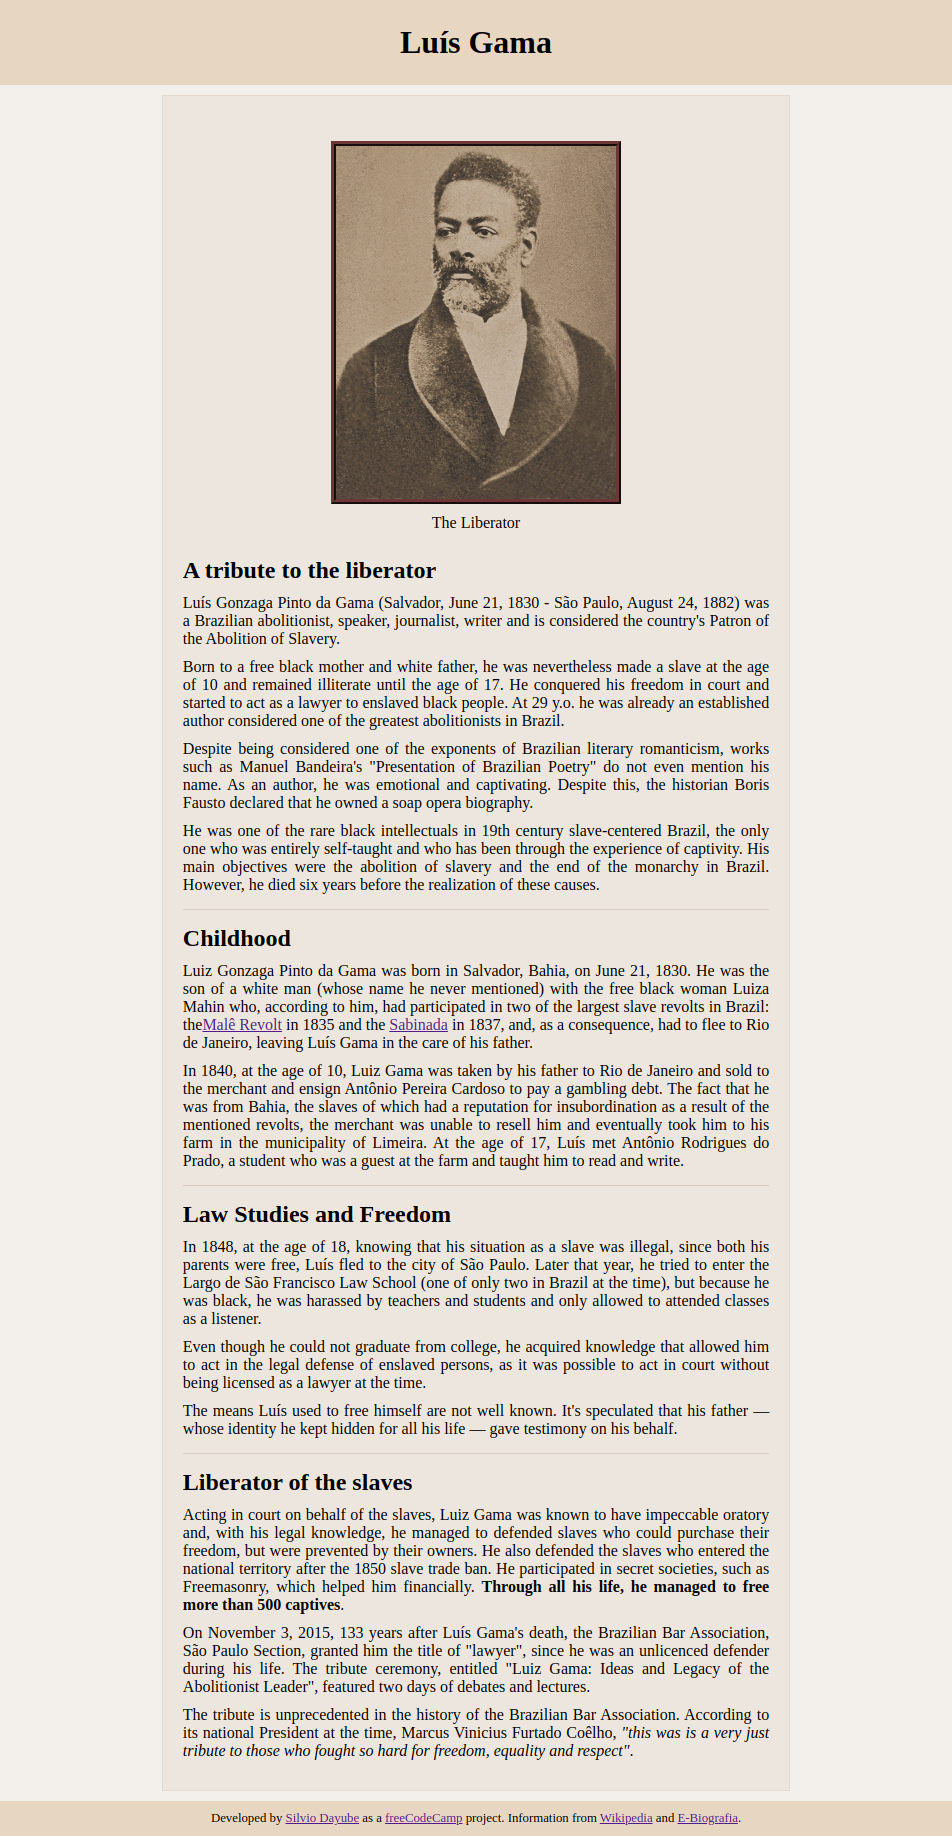 Luís Gama
The Liberator
A tribute to the liberator
Luís Gonzaga Pinto da Gama (Salvador, June 21, 1830 - São Paulo, August 24, 1882) was
a Brazilian abolitionist, speaker, journalist, writer and is considered the country's Patron of
the Abolition of Slavery.
Born to a free black mother and white father, he was nevertheless made a slave at the age
of 10 and remained illiterate until the age of 17. He conquered his freedom in court and
started to act as a lawyer to enslaved black people. At 29 y.o. he was already an established
author considered one of the greatest abolitionists in Brazil.
Despite being considered one of the exponents of Brazilian literary romanticism, works
such as Manuel Bandeira's "Presentation of Brazilian Poetry" do not even mention his
name. As an author, he was emotional and captivating. Despite this, the historian Boris
Fausto declared that he owned a soap opera biography.
He was one of the rare black intellectuals in 19th century slave-centered Brazil, the only
one who was entirely self-taught and who has been through the experience of captivity. His
main objectives were the abolition of slavery and the end of the monarchy in Brazil.
However, he died six years before the realization of these causes.
Childhood
Luiz Gonzaga Pinto da Gama was born in Salvador, Bahia, on June 21, 1830. He was the
son of a white man (whose name he never mentioned) with the free black woman Luiza
Mahin who, according to him, had participated in two of the largest slave revolts in Brazil:
theMalê Revolt in 1835 and the Sabinada in 1837, and, as a consequence, had to flee to Rio
de Janeiro, leaving Luís Gama in the care of his father.
In 1840, at the age of 10, Luiz Gama was taken by his father to Rio de Janeiro and sold to
the merchant and ensign Antônio Pereira Cardoso to pay a gambling debt. The fact that he
was from Bahia, the slaves of which had a reputation for insubordination as a result of the
mentioned revolts, the merchant was unable to resell him and eventually took him to his
farm in the municipality of Limeira. At the age of 17, Luís met Antônio Rodrigues do
Prado, a student who was a guest at the farm and taught him to read and write.
Law Studies and Freedom
In 1848, at the age of 18, knowing that his situation as a slave was illegal, since both his
parents were free, Luís fled to the city of São Paulo. Later that year, he tried to enter the
Largo de São Francisco Law School (one of only two in Brazil at the time), but because he
was black, he was harassed by teachers and students and only allowed to attended classes
as a listener.
Even though he could not graduate from college, he acquired knowledge that allowed him
to act in the legal defense of enslaved persons, as it was possible to act in court without
being licensed as a lawyer at the time.
The means Luís used to free himself are not well known. It's speculated that his father —
whose identity he kept hidden for all his life — gave testimony on his behalf.
Liberator of the slaves
Acting in court on behalf of the slaves, Luiz Gama was known to have impeccable oratory
and, with his legal knowledge, he managed to defended slaves who could purchase their
freedom, but were prevented by their owners. He also defended the slaves who entered the
national territory after the 1850 slave trade ban. He participated in secret societies, such as
Freemasonry, which helped him financially. Through all his life, he managed to free
more than 500 captives.
On November 3, 2015, 133 years after Luís Gama's death, the Brazilian Bar Association,
São Paulo Section, granted him the title of "lawyer", since he was an unlicenced defender
during his life. The tribute ceremony, entitled "Luiz Gama: Ideas and Legacy of the
Abolitionist Leader", featured two days of debates and lectures.
The tribute is unprecedented in the history of the Brazilian Bar Association. According to
its national President at the time, Marcus Vinicius Furtado Coêlho, "this was is a very just
tribute to those who fought so hard for freedom, equality and respect".
Developed by Silvio Dayube as a freeCodeCamp project. Information from Wikipedia and E-Biografia.